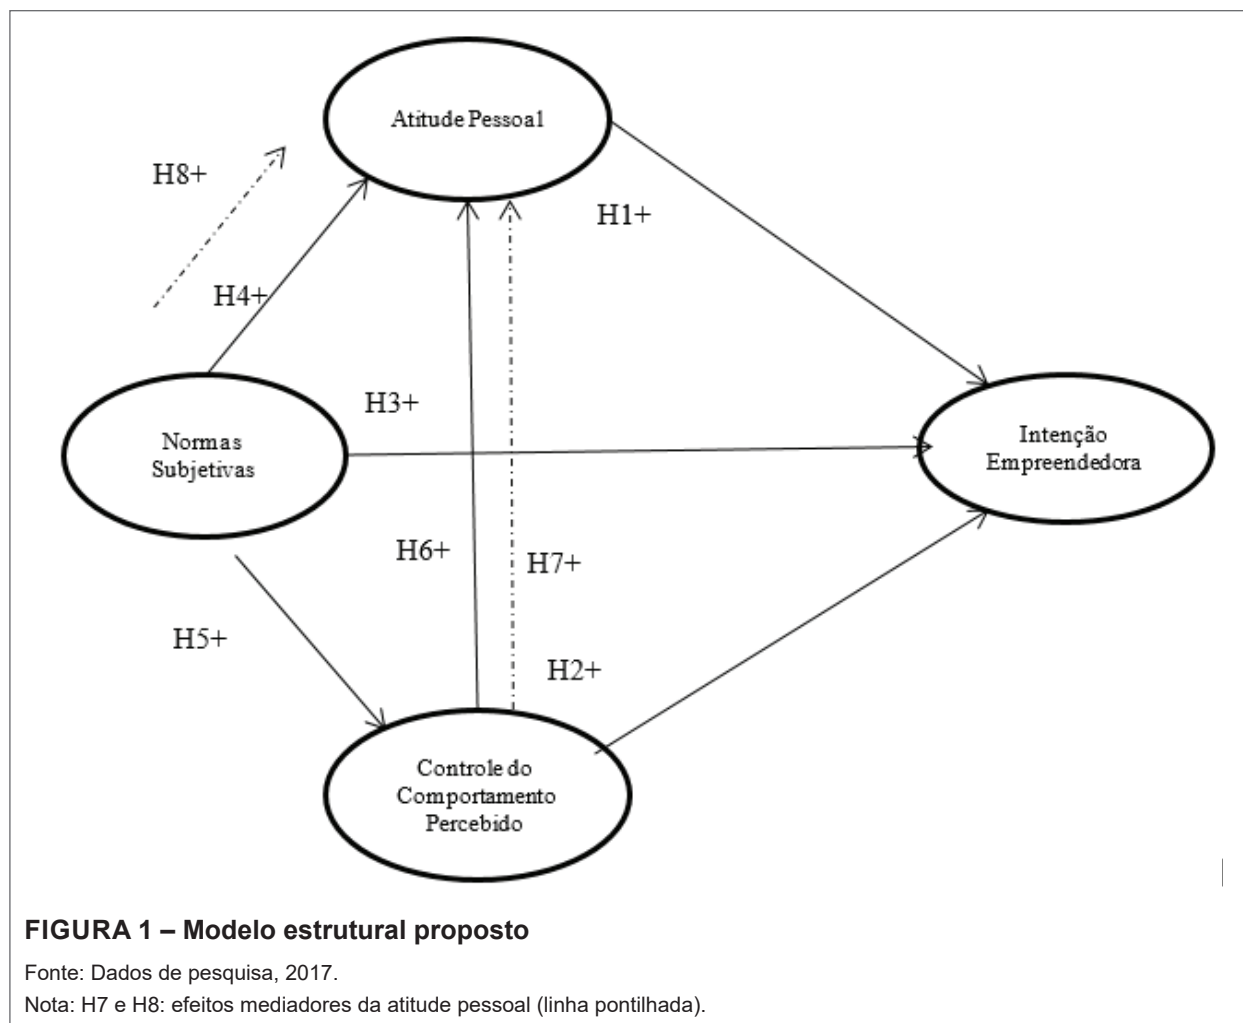 Atitude Pessoal
H8+
H1+
H4+
H3+
Normas
Subjetivas
Intenção
Empreendedora
H6+
H7+
H5+
H2+
Controle do
Comportamento
Percebido
FIGURA 1 – Modelo estrutural proposto
Fonte: Dados de pesquisa, 2017.
Nota: H7 e H8: efeitos mediadores da atitude pessoal (linha pontilhada).